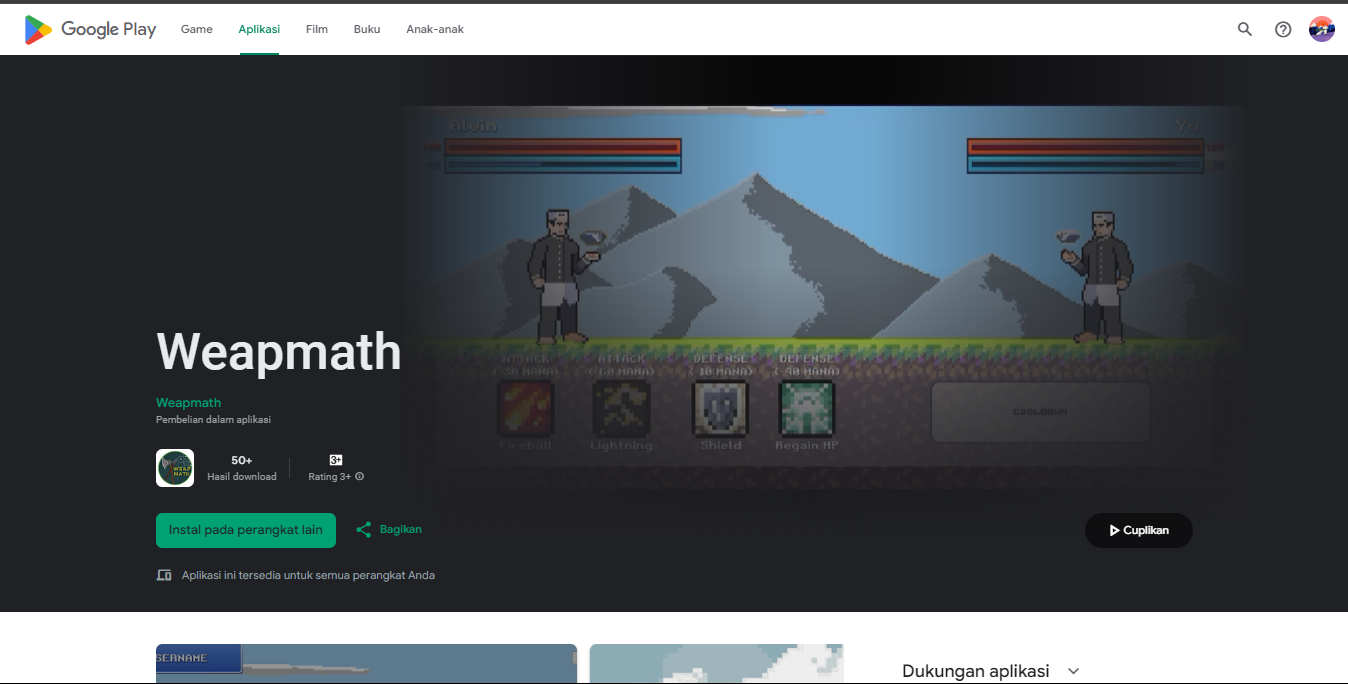 Google Play Game Aplikasi Film Buku Anak-anak
Alvin Yo
100 100
Weapmath
Weapmath
Pembelian dalam aplikasi
50+
Hasil download
3+
Rating 3+
ATTACK ATTACK DEFENSE DEFENSE
(-30 MANA) (-60 MANA) (-10 MANA) (-40 MANA)
COOLDOWN
Fireball Lightning Shield Regain HP
WEAP
MATH
Instal pada perangkat lain
Bagikan
Cuplikan
Aplikasi ini tersedia untuk semua perangkat Anda
SERNAME
Dukungan aplikasi